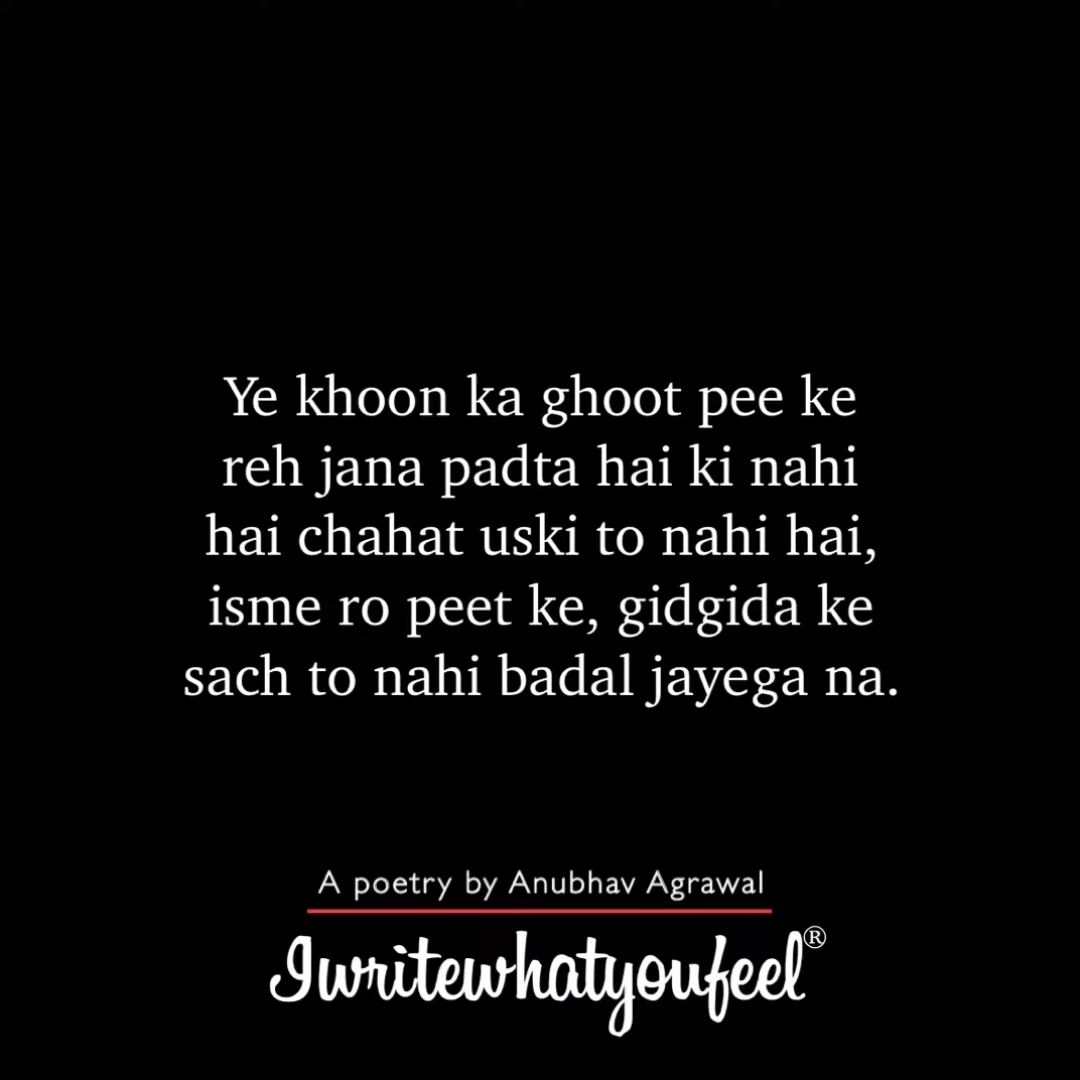 Ye khoon ka ghoot pee ke
reh jana padta hai ki nahi
hai chahat uski to nahi hai,
isme ro peet ke, gidgida ke
sach to nahi badal jayega na.
A poetry by Anubhav Agrawal
Iwritewhatyoufeel®